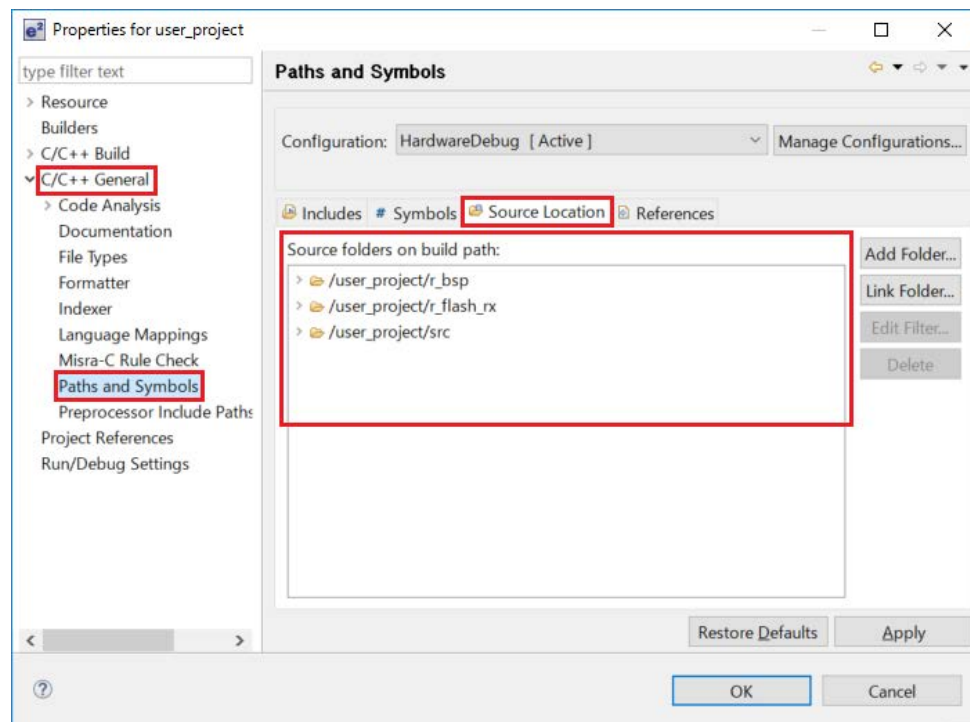 e² Properties for user_project
type filter text
Resource
Builders
C/C++ Build
C/C++ General
Code Analysis
Documentation
File Types
Formatter
Indexer
Language Mappings
Misra-C Rule Check
Paths and Symbols
Preprocessor Include Paths
Project References
Run/Debug Settings
Paths and Symbols
Configuration: HardwareDebug [ Active ] Manage Configurations...
Includes # Symbols Source Location References
Source folders on build path:
/user_project/r_bsp
/user_project/r_flash_rx
/user_project/src
Add Folder...
Link Folder...
Edit Filter...
Delete
Restore Defaults Apply
? OK Cancel